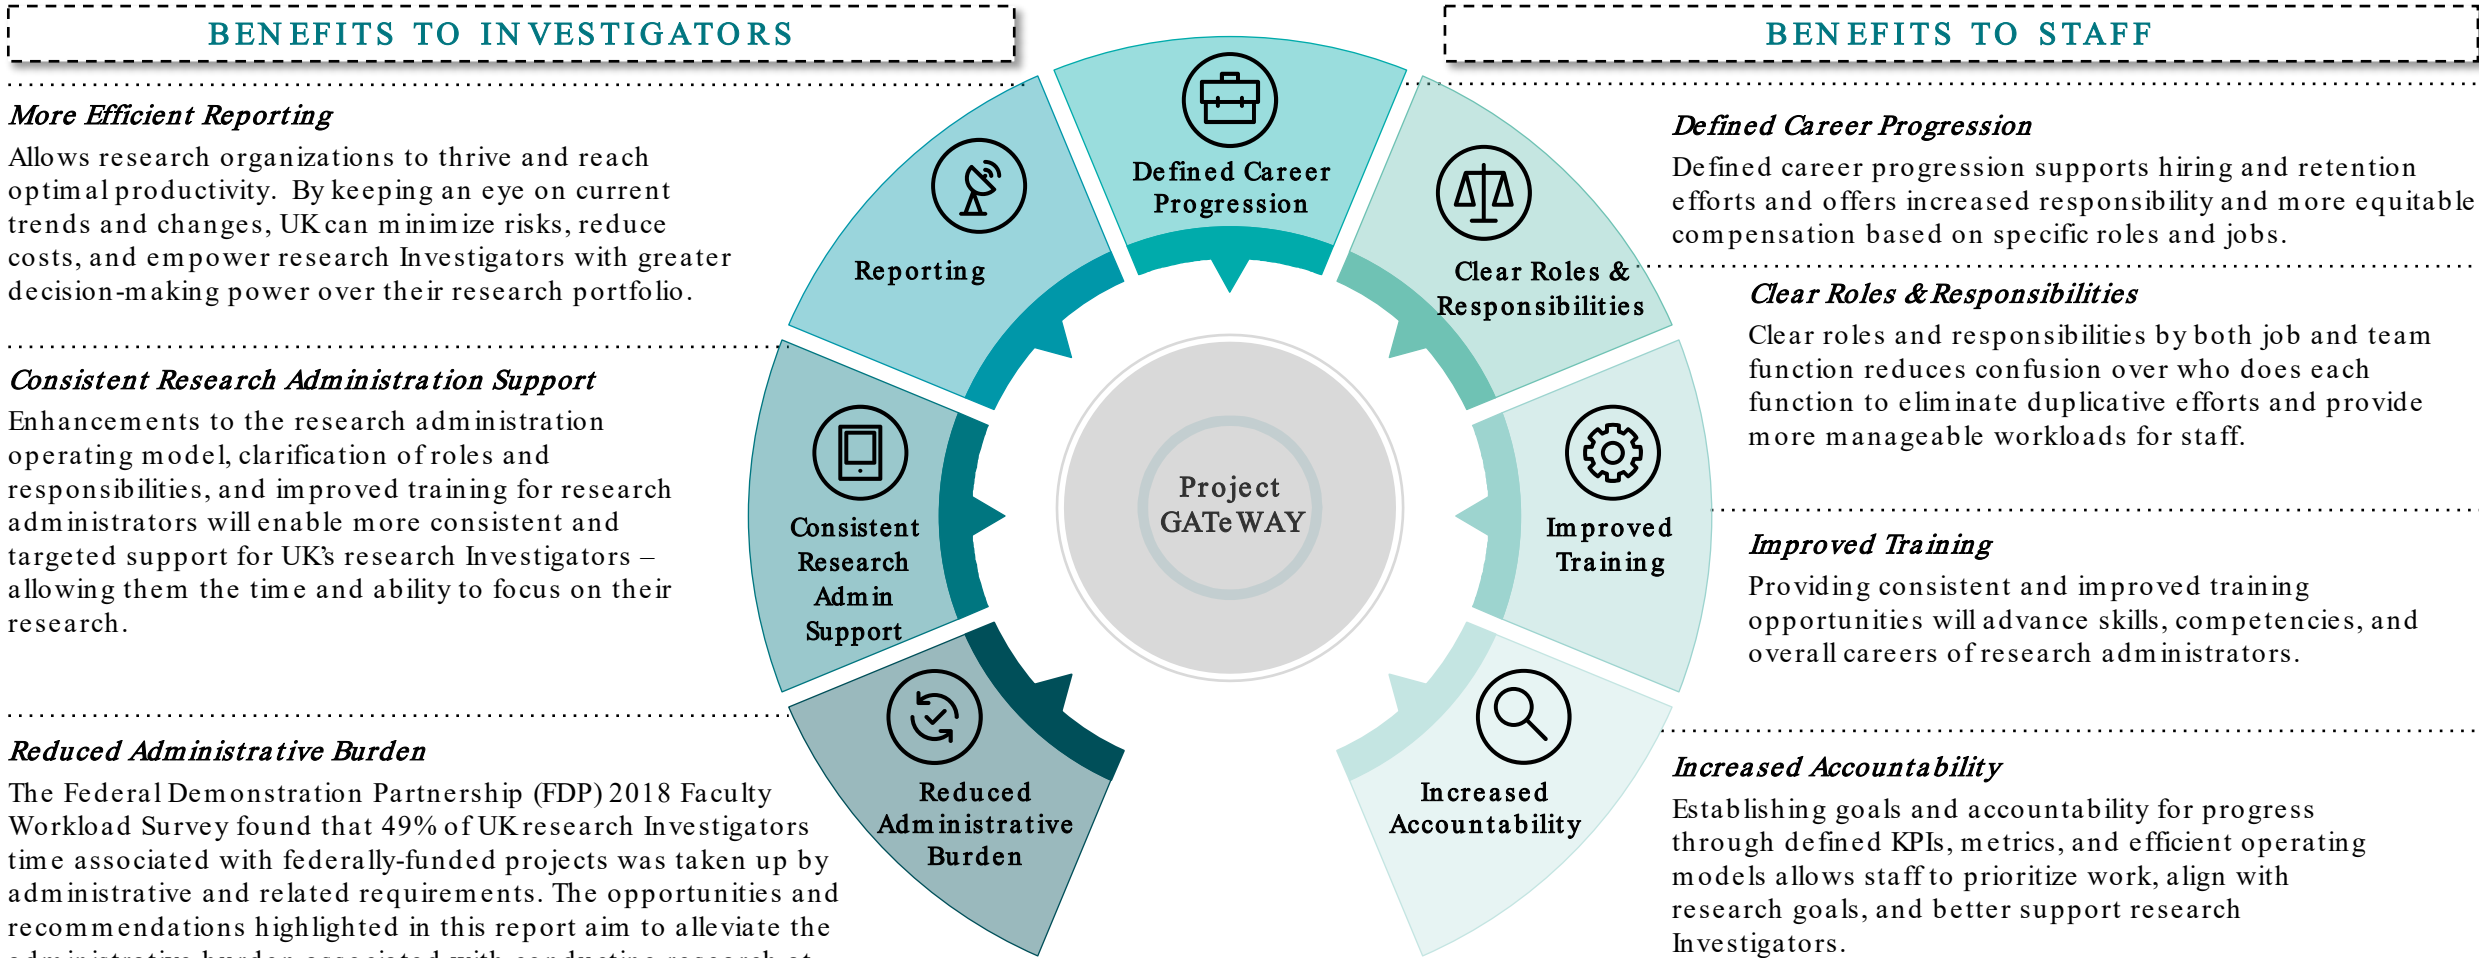 BENEFITS TO INVESTIGATORS
More Efficient Reporting
Allows research organizations to thrive and reach
optimal productivity. By keeping an eye on current
trends and changes, UK can minimize risks, reduce
costs, and empower research Investigators with greater
decision-making power over their research portfolio.
Consistent Research Administration Support
Enhancements to the research administration
operating model, clarification of roles and
responsibilities, and improved training for research
administrators will enable more consistent and
targeted support for UK's research Investigators –
allowing them the time and ability to focus on their
research.
Reduced Administrative Burden
The Federal Demonstration Partnership (FDP) 2018 Faculty
Workload Survey found that 49% of UK research Investigators
time associated with federally-funded projects was taken up by
administrative and related requirements. The opportunities and
recommendations highlighted in this report aim to alleviate the
administrative burden associated with conducting research at
Reporting
Defined Career
Progression
Clear Roles &
Responsibilities
Consistent
Research
Admin
Support
Project
GATeWAY
Improved
Training
Reduced
Administrative
Burden
Increased
Accountability
BENEFITS TO STAFF
Defined Career Progression
Defined career progression supports hiring and retention
efforts and offers increased responsibility and more equitable
compensation based on specific roles and jobs.
Clear Roles & Responsibilities
Clear roles and responsibilities by both job and team
function reduces confusion over who does each
function to eliminate duplicative efforts and provide
more manageable workloads for staff.
Improved Training
Providing consistent and improved training
opportunities will advance skills, competencies, and
overall careers of research administrators.
Increased Accountability
Establishing goals and accountability for progress
through defined KPIs, metrics, and efficient operating
models allows staff to prioritize work, align with
research goals, and better support research
Investigators.